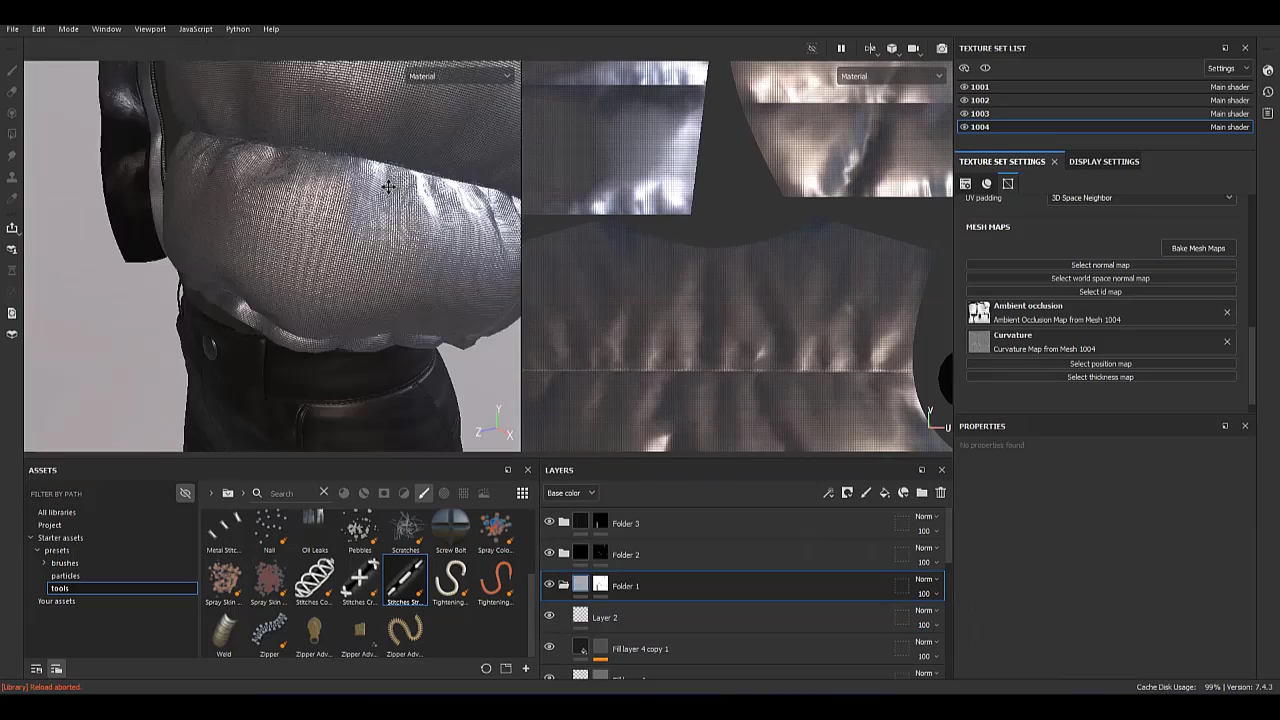 File Edit Mode Window Viewport JavaScript Python Help
Material
Material
TEXTURE SET LIST
Settings
1001 Main shader
1002 Main shader
1003 Main shader
1004 Main shader
TEXTURE SET SETTINGS DISPLAY SETTINGS
UV padding 3D Space Neighbor
MESH MAPS
Bake Mesh Maps
Select normal map
Select world space normal map
Select id map
Ambient occlusion
Ambient Occlusion Map from Mesh 1004
Curvature
Curvature Map from Mesh 1004
Select position map
Select thickness map
PROPERTIES
No properties found
Y
Z X
V
U
ASSETS
FILTER BY PATH
Search
All libraries
Project
Starter assets
presets
brushes
particles
tools
Your assets
Metal Stitc... Nail Oil Leaks Pebbles Scratches Screw Bolt Spray Colo...
Spray Skin ... Spray Skin ... Stitches Co... Stitches Cr... Stitches Str... Tightening... Tightening...
Weld Zipper Zipper Adv... Zipper Adv... Zipper Adv...
LAYERS
Base color
Folder 3 Norm 100
Folder 2 Norm 100
Folder 1 Norm 100
Layer 2 Norm 100
Fill layer 4 copy 1 Norm 100
Norm
[Library] Reload aborted.
Cache Disk Usage: 99% | Version: 7.4.3